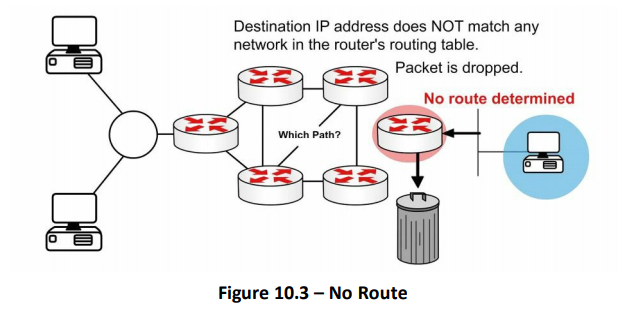 Destination IP address does NOT match any
network in the router's routing table.
Packet is dropped.
No route determined
Which Path?
Figure 10.3 – No Route